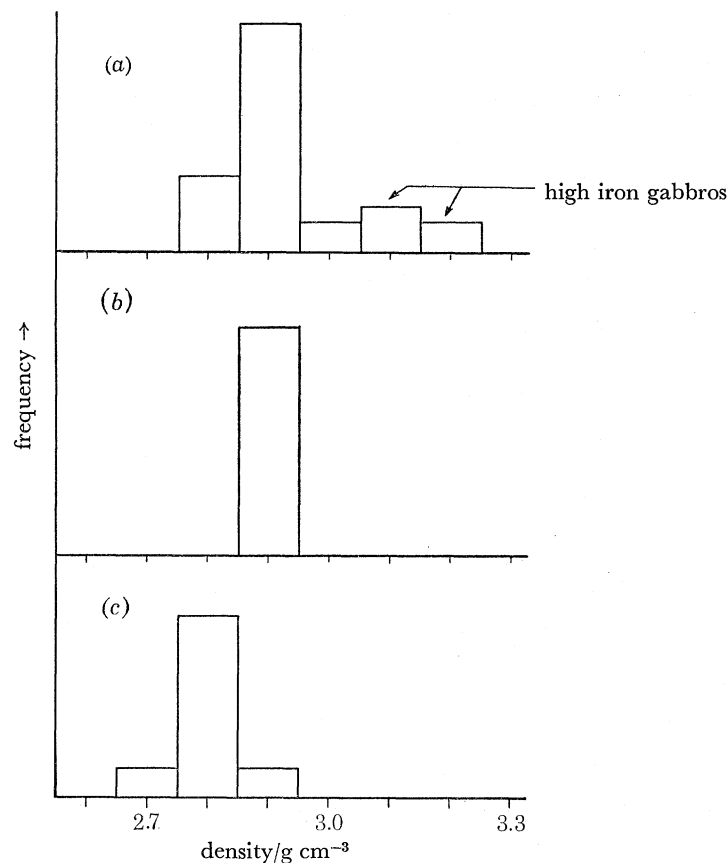 (a)
high iron gabbros
(b)
frequency →
(c)
2.7 3.0 3.3
density/g cm⁻³